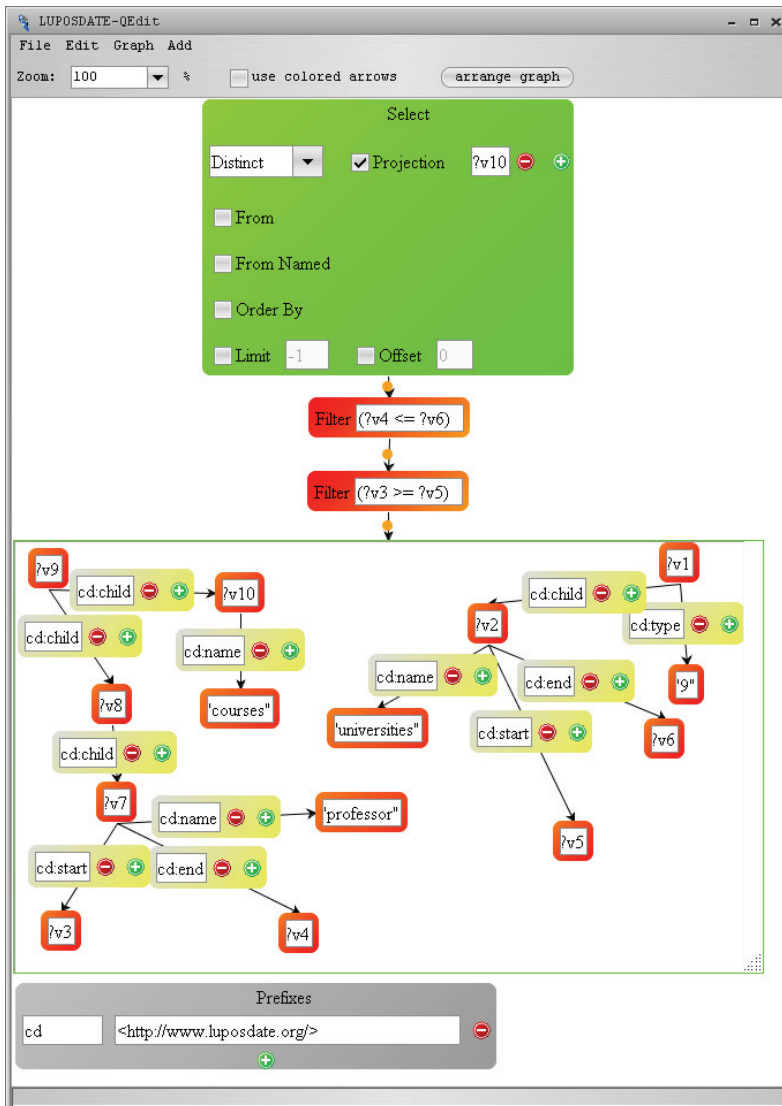 LUPOSDATE-QEdit
File Edit Graph Add
Zoom: 100 % use colored arrows arrange graph
Select
Distinct Projection ?v10
From
From Named
Order By
Limit -1 Offset 0
Filter (?v4 <= ?v6)
Filter (?v3 >= ?v5)
?v9 ?v1
cd:child ?v10 cd:child
cd:child ?v2 cd:type
cd:name cd:name cd:end '9"
?v8 'courses" 'universities" cd:start ?v6
cd:child
?v7 cd:name 'professor"
?v5
cd:start cd:end
?v3 ?v4
Prefixes
cd <http://www.luposdate.org/>